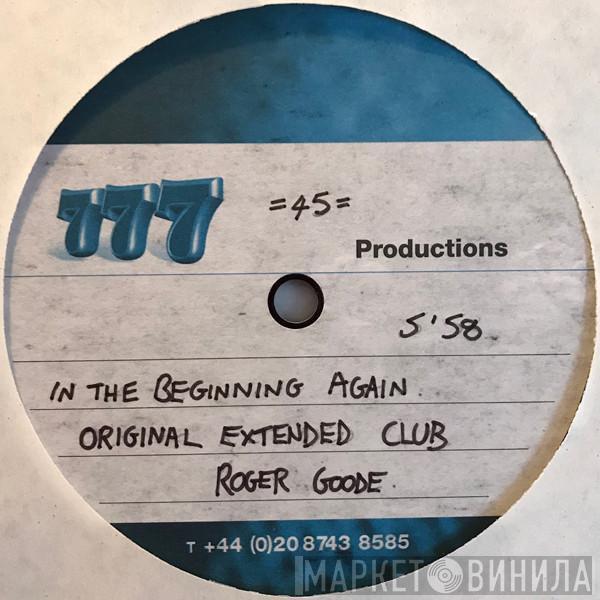 777
=45=
Productions
5'58
IN THE BEGINNING AGAIN.
ORIGINAL EXTENDED CLUB
ROGER GOODE.
T +44 (0)20 8743 8585
МАРКЕТ ВИНИЛА